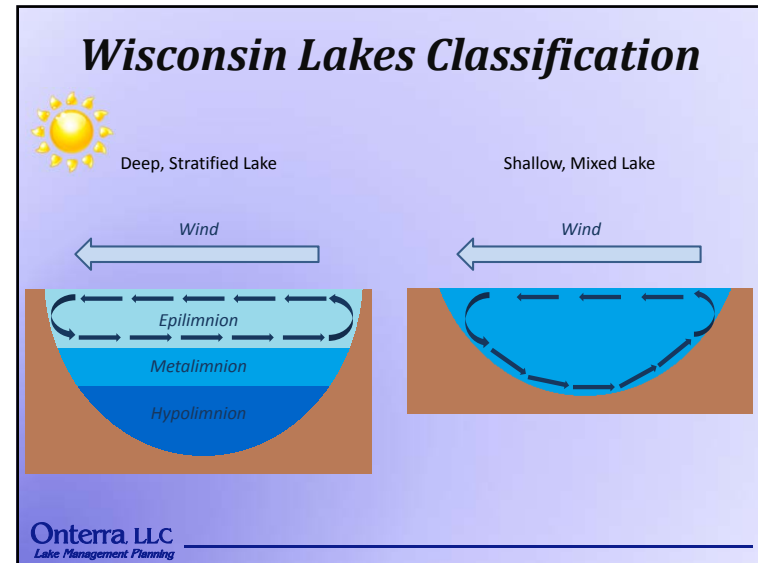 Wisconsin Lakes Classification
Deep, Stratified Lake
Shallow, Mixed Lake
Wind
Wind
Epilimnion
Metalimnion
Hypolimnion
Onterra, LLC
Lake Management Planning